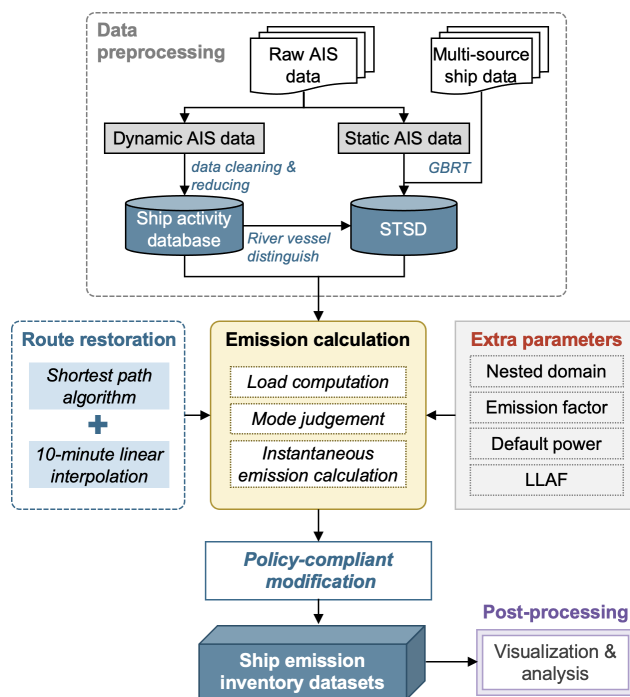 Data
preprocessing
Raw AIS
data
Multi-source
ship data
Dynamic AIS data
Static AIS data
data cleaning &
reducing
GBRT
Ship activity
database
River vessel
distinguish
STSD
Route restoration
Shortest path
algorithm
+
10-minute linear
interpolation
Emission calculation
Load computation
Mode judgement
Instantaneous
emission calculation
Extra parameters
Nested domain
Emission factor
Default power
LLAF
Policy-compliant
modification
Ship emission
inventory datasets
Post-processing
Visualization &
analysis